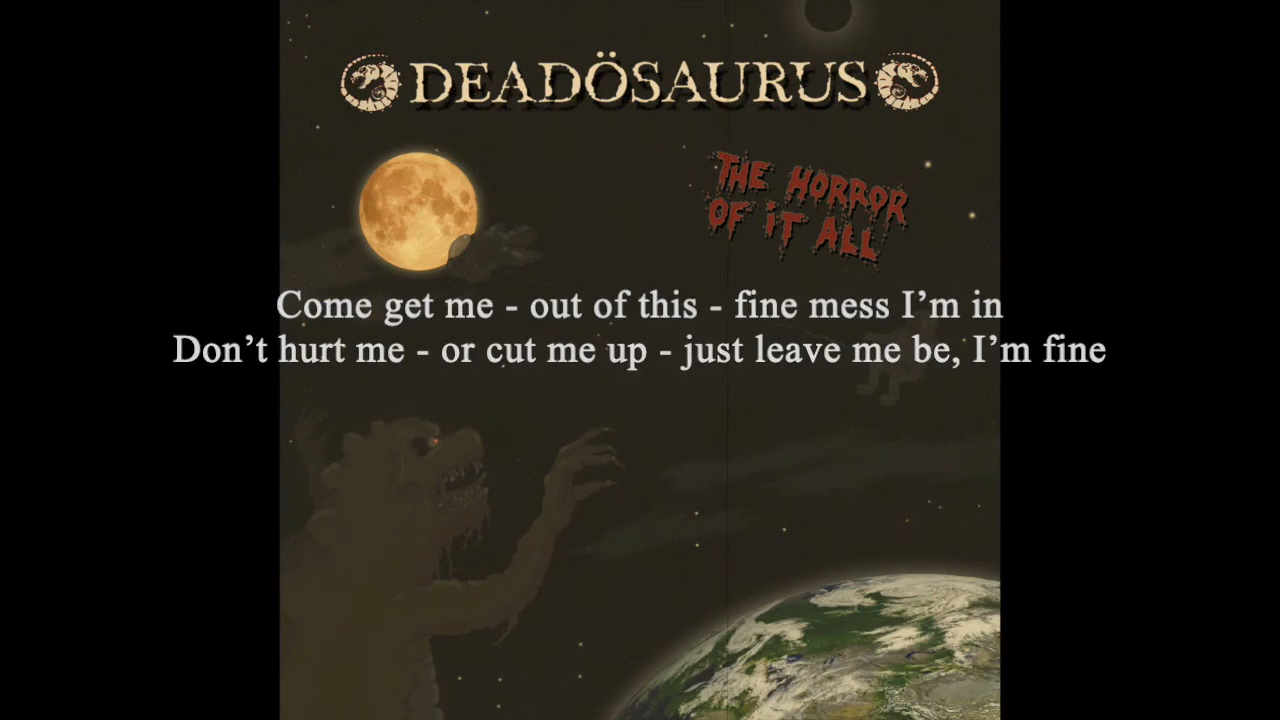 DEADÖSAURUS
THE HORROR
OF iT ALL
Come get me - out of this - fine mess I’m in
Don’t hurt me - or cut me up - just leave me be, I’m fine